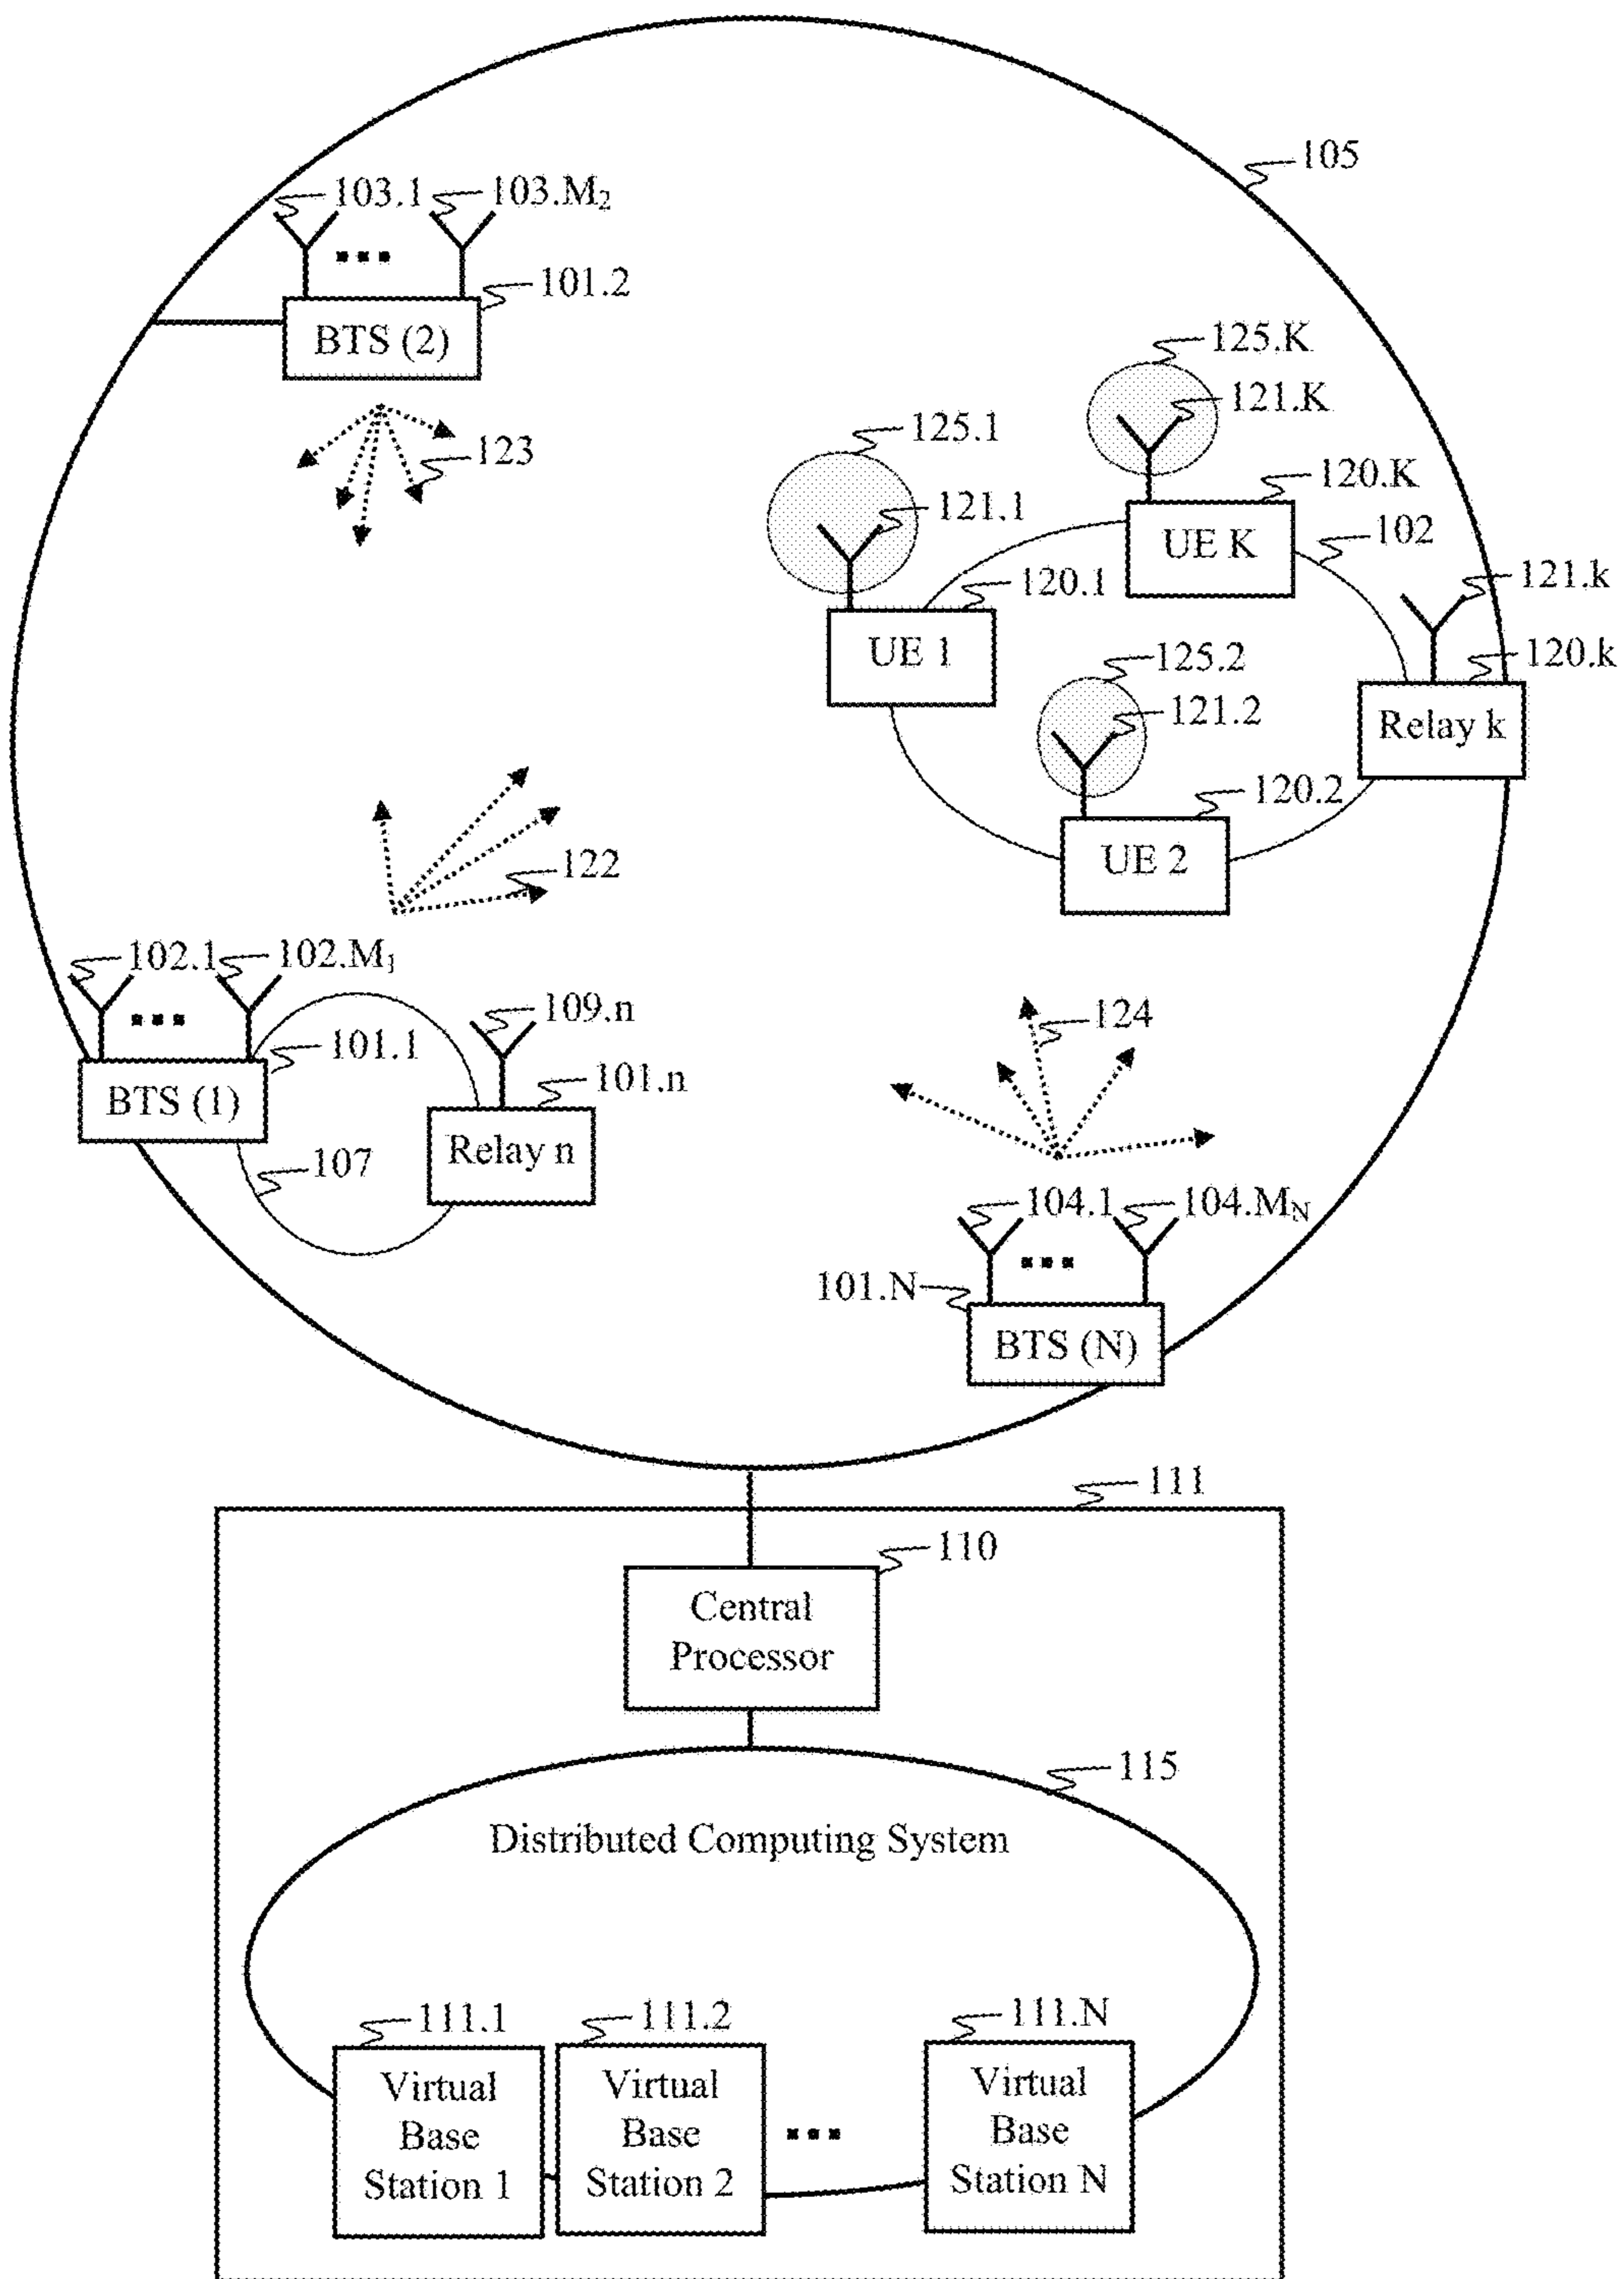 105
103.1
103.M2
101.2
BTS (2)
123
125.K
121.K
125.1
120.K
121.1
UE K
102
120.1
121.k
UE 1
125.2
120.k
121.2
Relay k
120.2
UE 2
122
102.1
102.M1
109.n
124
101.1
101.n
BTS (1)
Relay n
107
104.1
104.MN
101.N
BTS (N)
111
110
Central
Processor
115
Distributed Computing System
111.1
111.2
111.N
Virtual
Base
Station 1
Virtual
Base
Station 2
Virtual
Base
Station N